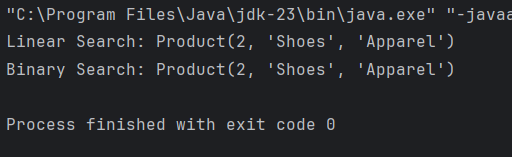 "C:\Program Files\Java\jdk-23\bin\java.exe" "-javaa
Linear Search: Product(2, 'Shoes', 'Apparel')
Binary Search: Product(2, 'Shoes', 'Apparel')
Process finished with exit code 0